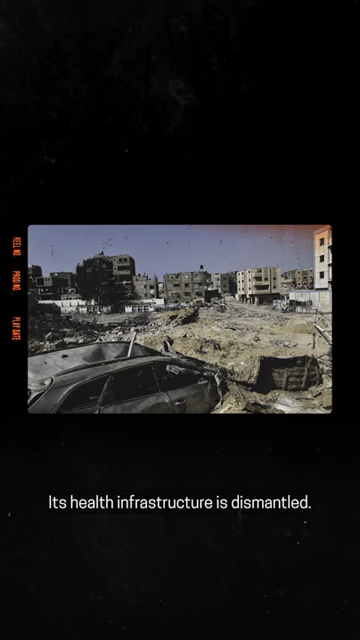 REEL NO.
PROD NO.
PLAY DATE
Its health infrastructure is dismantled.